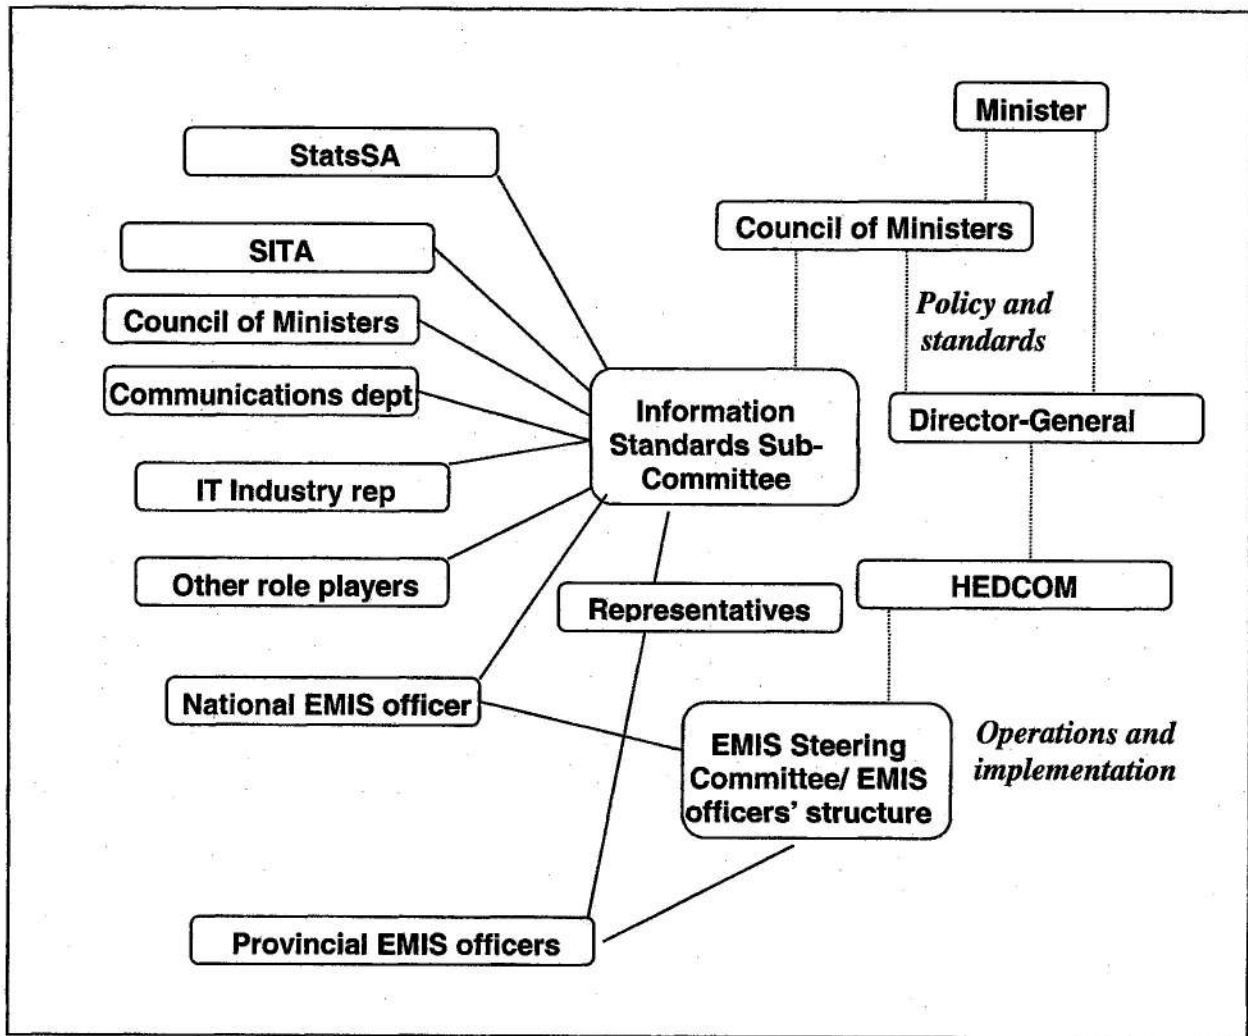 Minister
StatsSA
Council of Ministers
SITA
Policy and
standards
Council of Ministers
Communications dept
Information
Standards Sub-
Committee
Director-General
IT Industry rep
Other role players
Representatives
HEDCOM
National EMIS officer
EMIS Steering
Committee/ EMIS
officers' structure
Operations and
implementation
Provincial EMIS officers